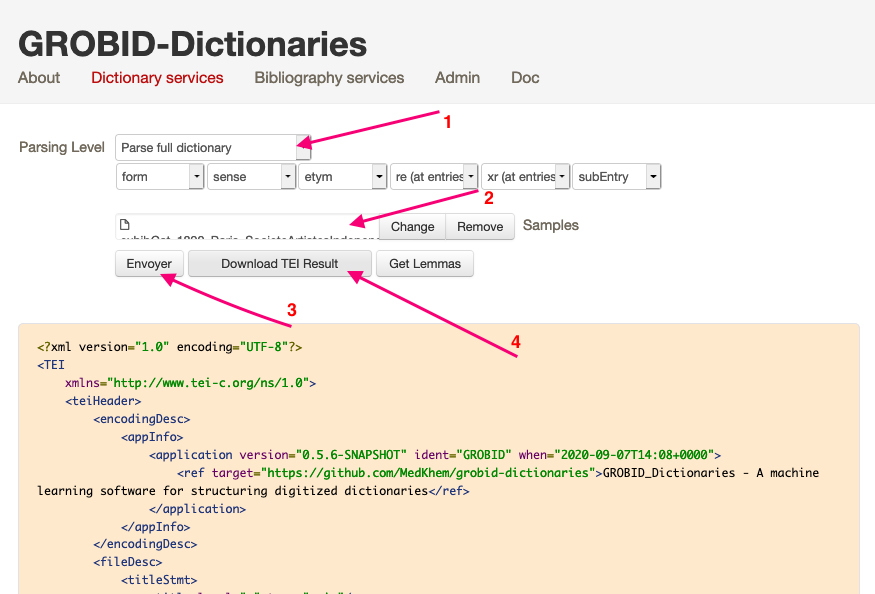 GROBID-Dictionaries
About Dictionary services Bibliography services Admin Doc
1
Parsing Level Parse full dictionary
form sense etym re (at entries xr (at entries subEntry
2
Change Remove Samples
Envoyer Download TEI Result Get Lemmas
3
4
<?xml version="1.0" encoding="UTF-8"?>
<TEI
xmlns="http://www.tei-c.org/ns/1.0">
<teiHeader>
<encodingDesc>
<appInfo>
<application version="0.5.6-SNAPSHOT" ident="GROBID" when="2020-09-07T14:08+0000">
<ref target="https://github.com/MedKhem/grobid-dictionaries">GROBID_Dictionaries - A machine
learning software for structuring digitized dictionaries</ref>
</application>
</appInfo>
</encodingDesc>
<fileDesc>
<titleStmt>